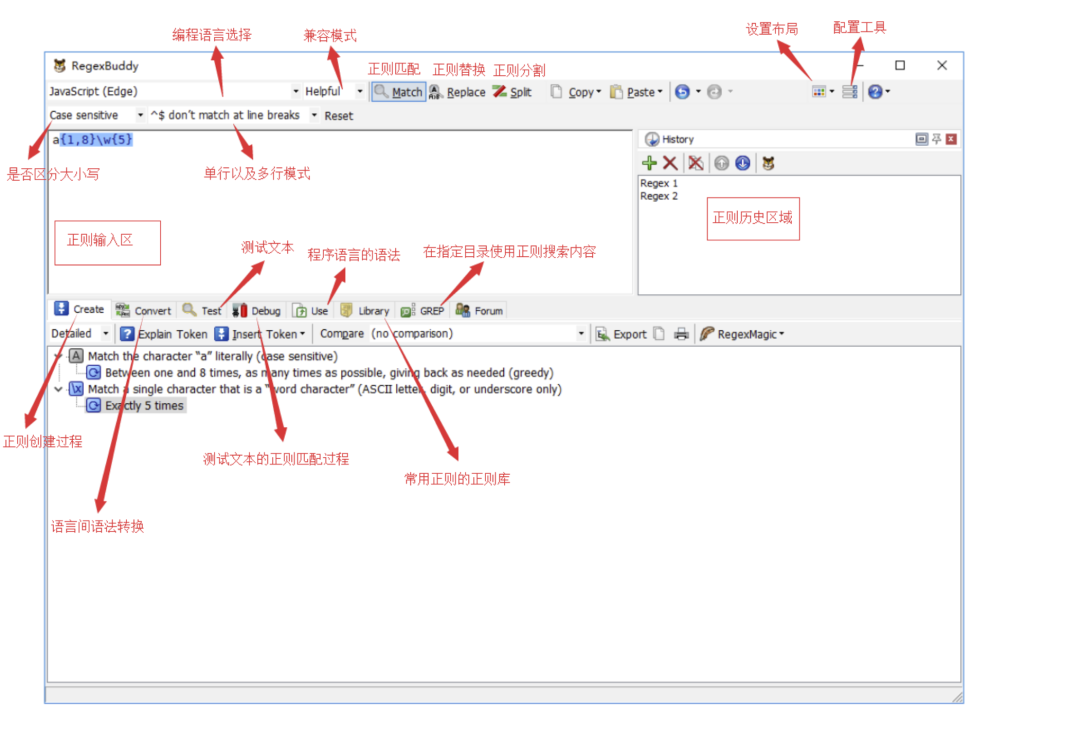 编程语言选择
兼容模式
设置布局
配置工具
RegexBuddy
正则匹配 正则替换 正则分割
JavaScript (Edge)
Helpful
Match
Replace
Split
Copy
Paste
Case sensitive
^$ don't match at line breaks
Reset
a{1,8}\w{5}
History
是否区分大小写
单行以及多行模式
Regex 1
Regex 2
正则输入区
正则历史区域
测试文本
程序语言的语法
在指定目录使用正则搜索内容
Create
Convert
Test
Debug
Use
Library
GREP
Forum
Detailed
Explain Token
Insert Token
Compare (no comparison)
Export
RegexMagic
Match the character "a" literally (case sensitive)
Between one and 8 times, as many times as possible, giving back as needed (greedy)
Match a single character that is a "word character" (ASCII letter, digit, or underscore only)
Exactly 5 times
正则创建过程
测试文本的正则匹配过程
常用正则的正则库
语言间语法转换